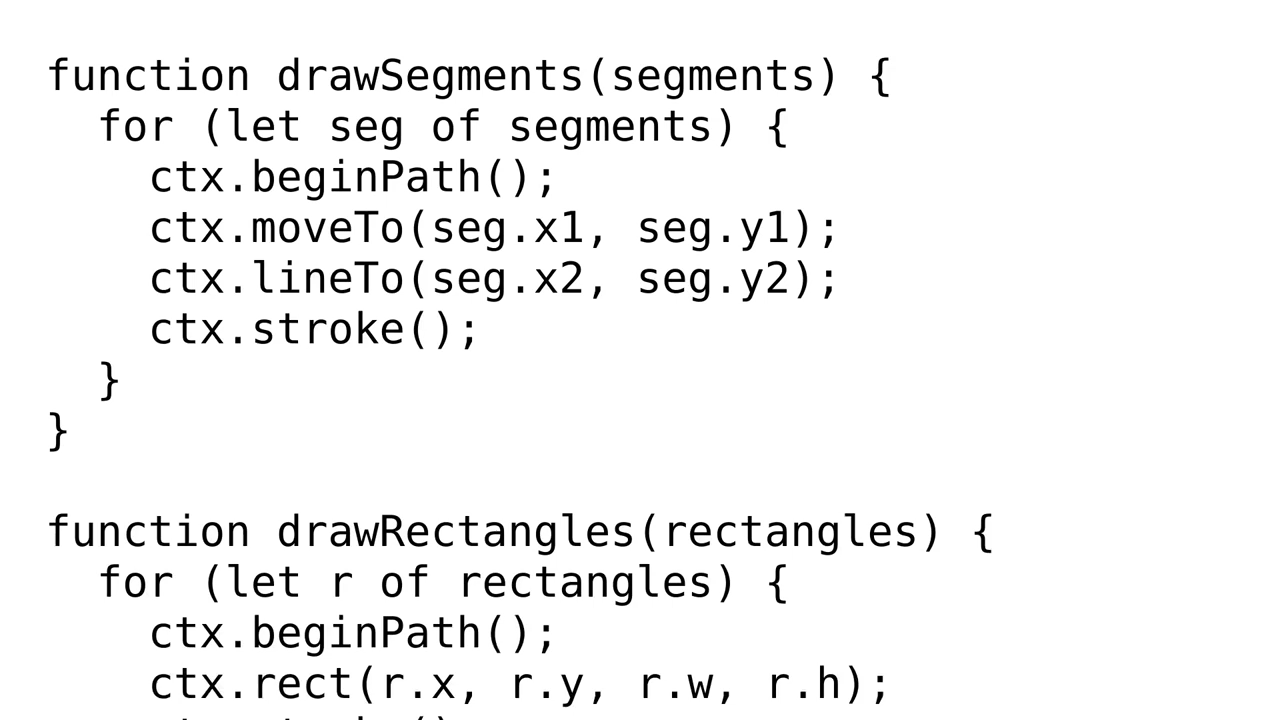 function drawSegments(segments) {
  for (let seg of segments) {
    ctx.beginPath();
    ctx.moveTo(seg.x1, seg.y1);
    ctx.lineTo(seg.x2, seg.y2);
    ctx.stroke();
  }
}

function drawRectangles(rectangles) {
  for (let r of rectangles) {
    ctx.beginPath();
    ctx.rect(r.x, r.y, r.w, r.h);